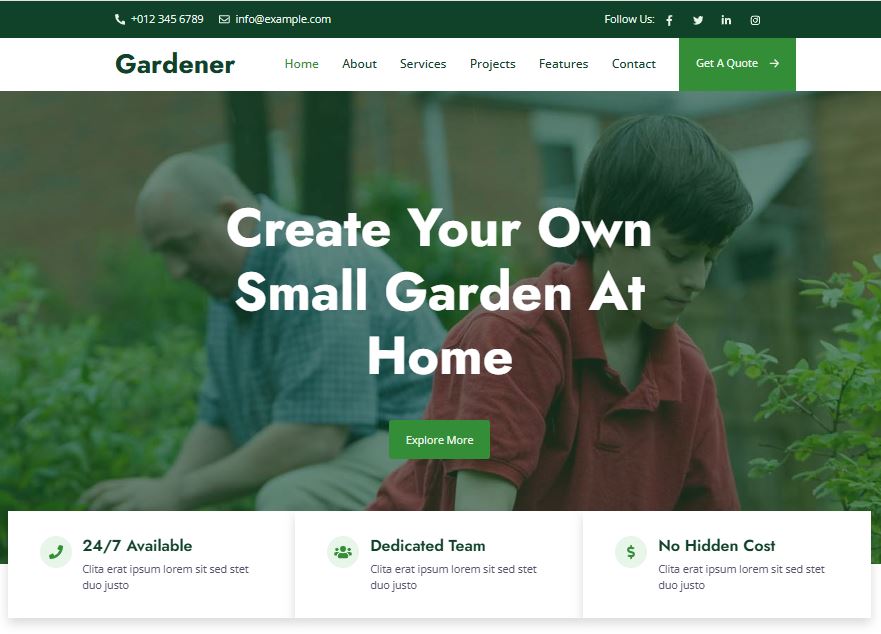 +012 345 6789 info@example.com Follow Us:
Gardener Home About Services Projects Features Contact Get A Quote
Create Your Own
Small Garden At
Home
Explore More
24/7 Available
Clita erat ipsum lorem sit sed stet
duo justo
Dedicated Team
Clita erat ipsum lorem sit sed stet
duo justo
No Hidden Cost
Clita erat ipsum lorem sit sed stet
duo justo